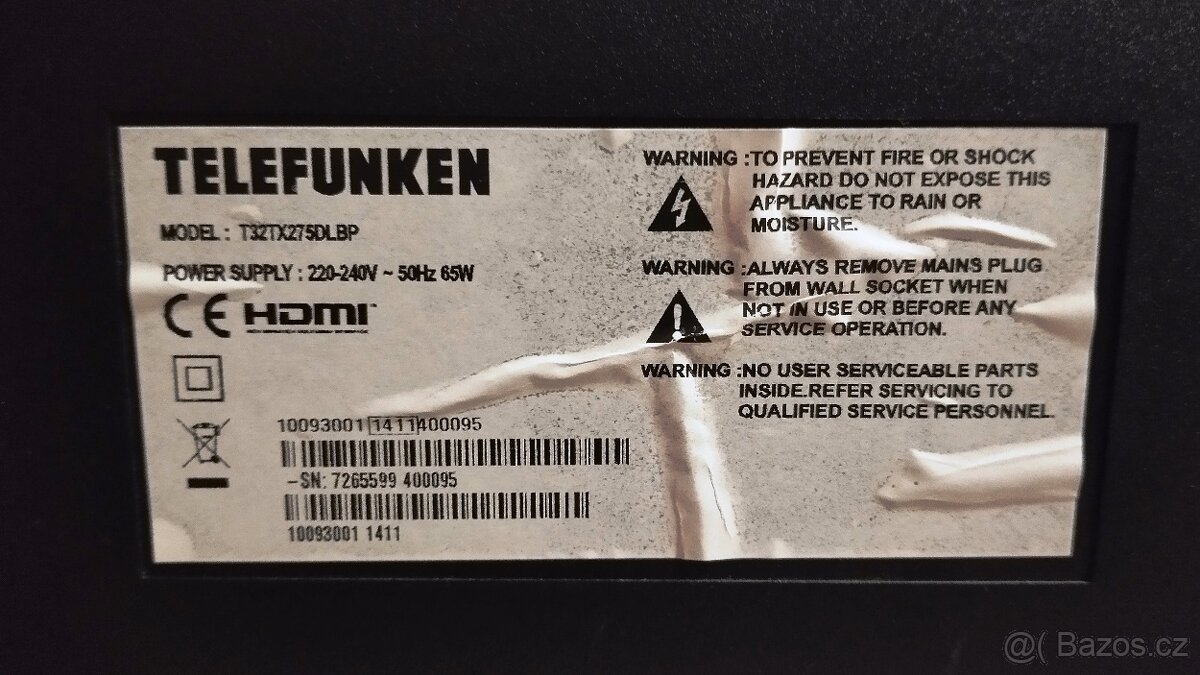 TELEFUNKEN
MODEL : T32TX275DLBP
POWER SUPPLY : 220-240V ~ 50Hz 65W
CE HDMI
10093001 1411400095
-SN: 7265599 400095
10093001 1411
WARNING :TO PREVENT FIRE OR SHOCK
HAZARD DO NOT EXPOSE THIS
APPLIANCE TO RAIN OR
MOISTURE.
WARNING :ALWAYS REMOVE MAINS PLUG
FROM WALL SOCKET WHEN
NOT IN USE OR BEFORE ANY
SERVICE OPERATION.
WARNING :NO USER SERVICEABLE PARTS
INSIDE.REFER SERVICING TO
QUALIFIED SERVICE PERSONNEL.
@( Bazos.cz